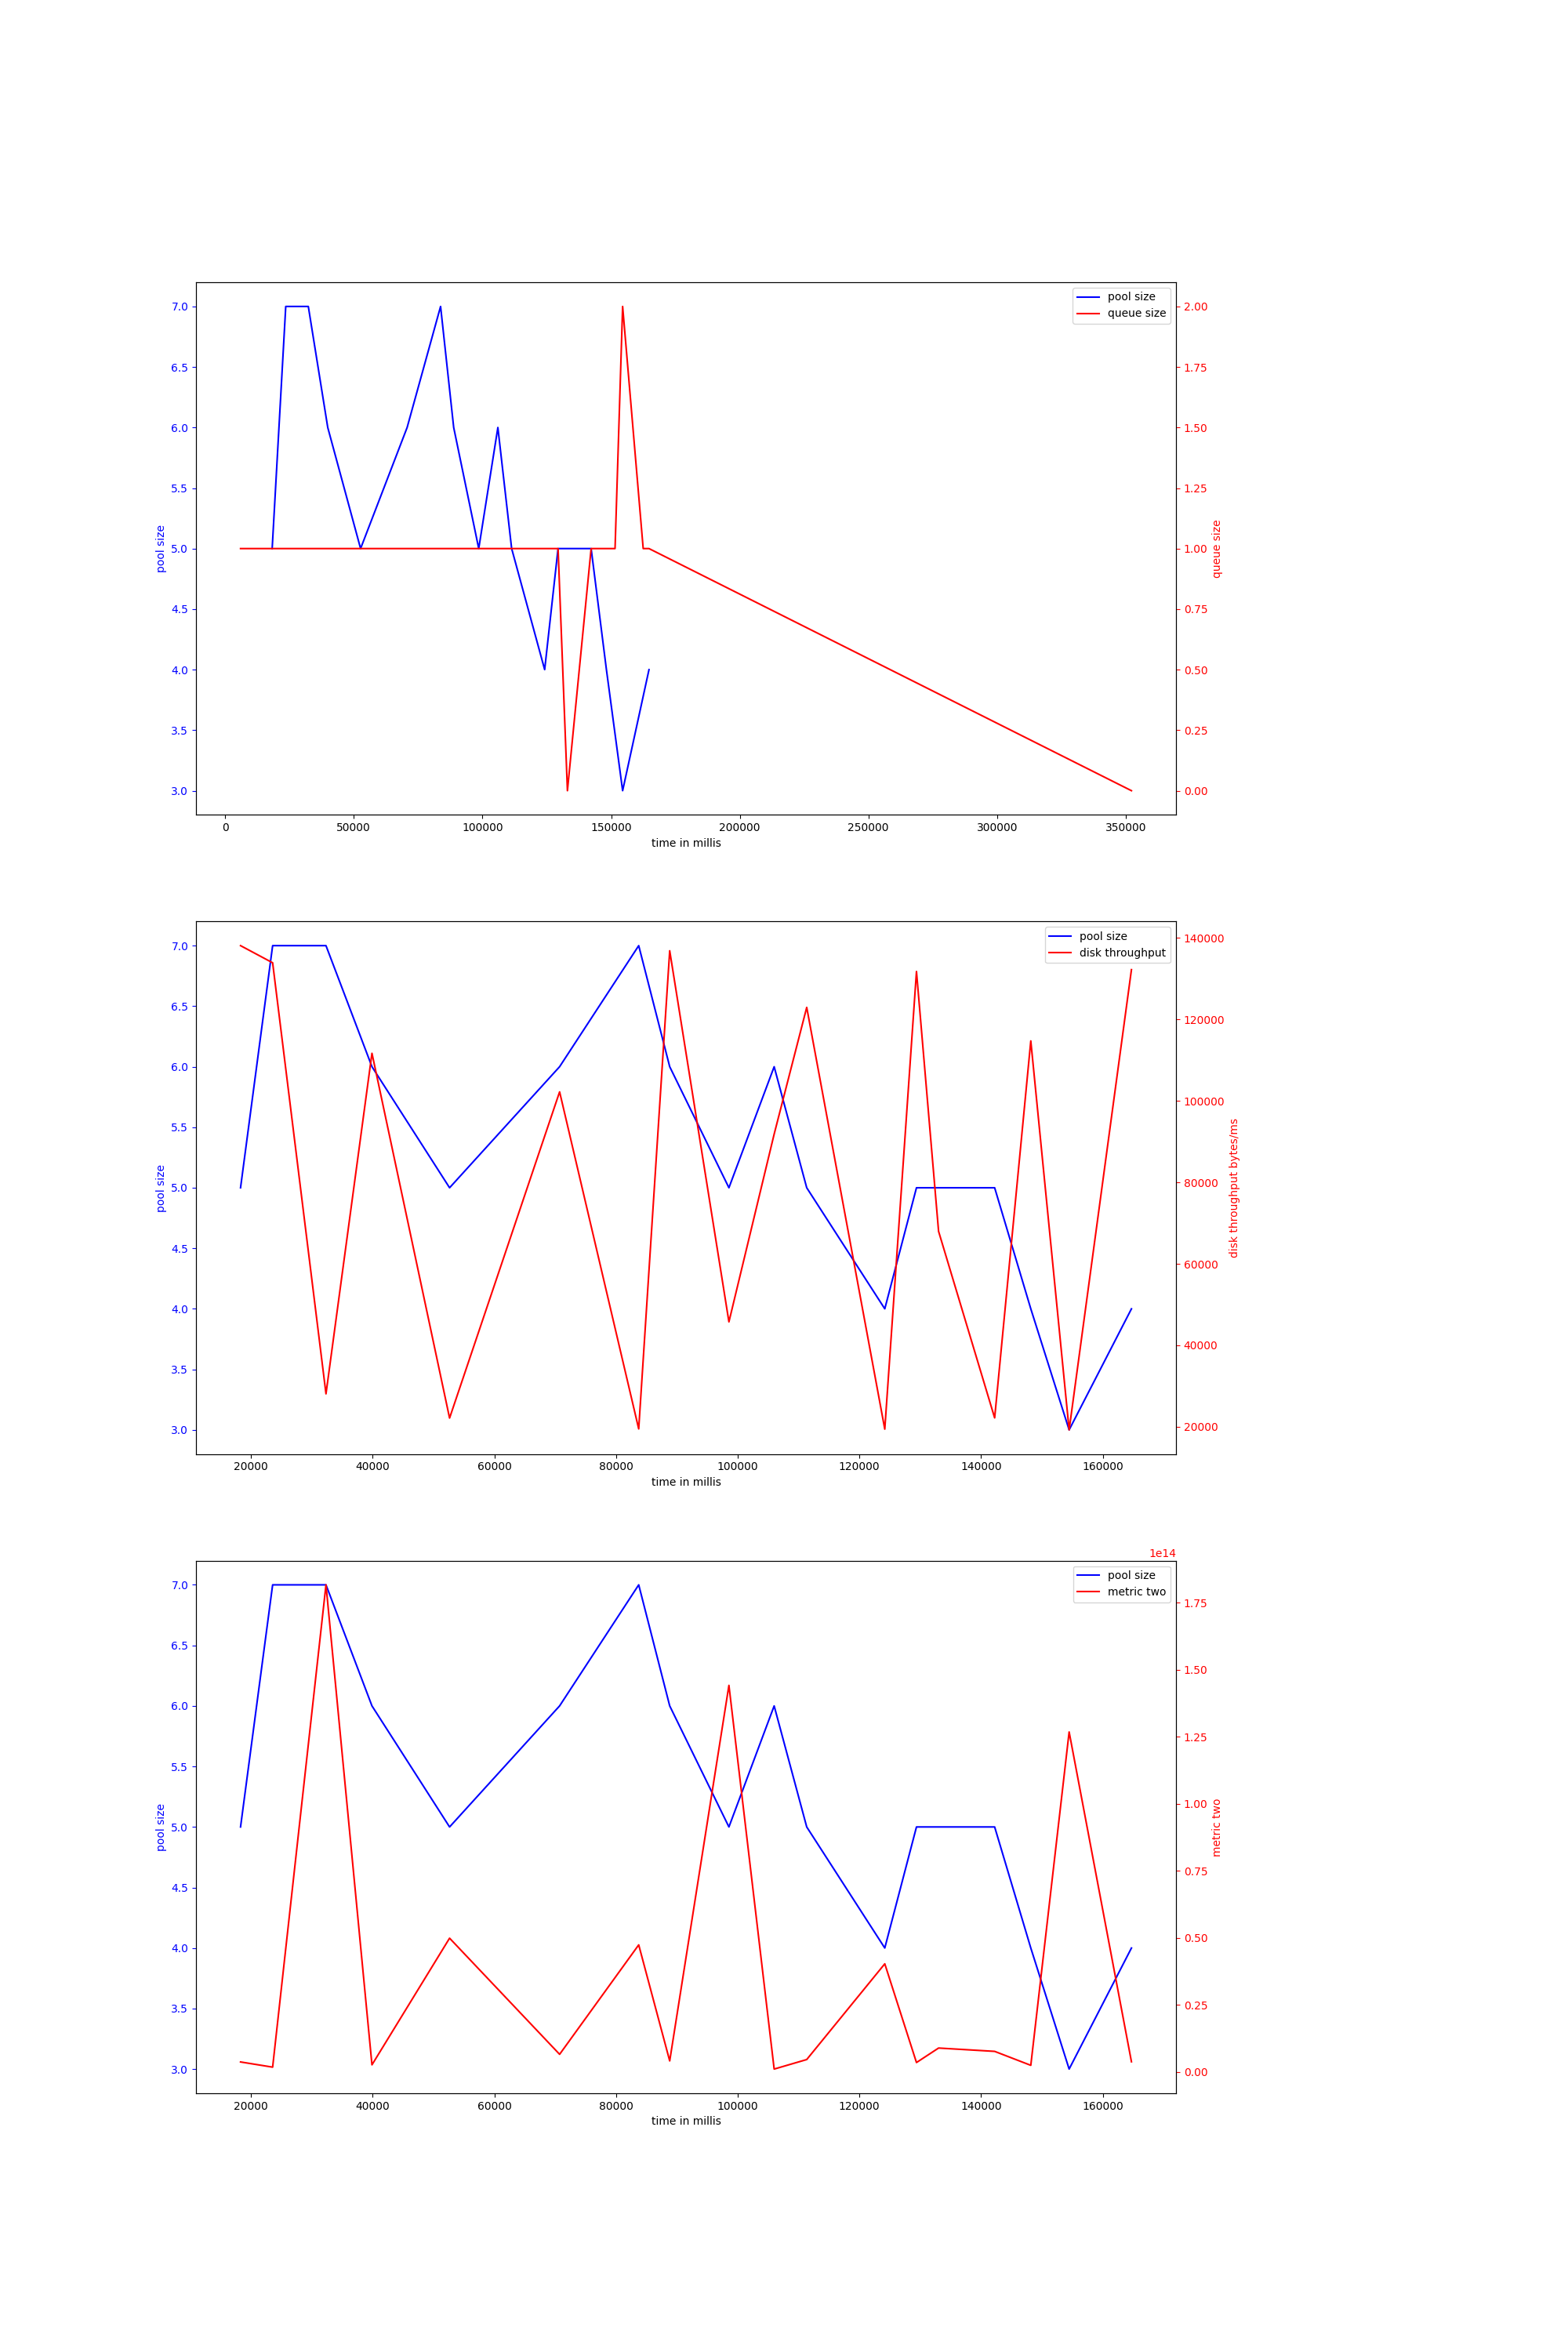 pool size
queue size
7.0
6.5
6.0
5.5
5.0
4.5
4.0
3.5
3.0
pool size
2.00
1.75
1.50
1.25
1.00
0.75
0.50
0.25
0.00
queue size
0 50000 100000 150000 200000 250000 300000 350000
time in millis
pool size
disk throughput
7.0
6.5
6.0
5.5
5.0
4.5
4.0
3.5
3.0
pool size
140000
120000
100000
80000
60000
40000
20000
disk throughput bytes/ms
20000 40000 60000 80000 100000 120000 140000 160000
time in millis
1e14
pool size
metric two
7.0
6.5
6.0
5.5
5.0
4.5
4.0
3.5
3.0
pool size
1.75
1.50
1.25
1.00
0.75
0.50
0.25
0.00
metric two
20000 40000 60000 80000 100000 120000 140000 160000
time in millis